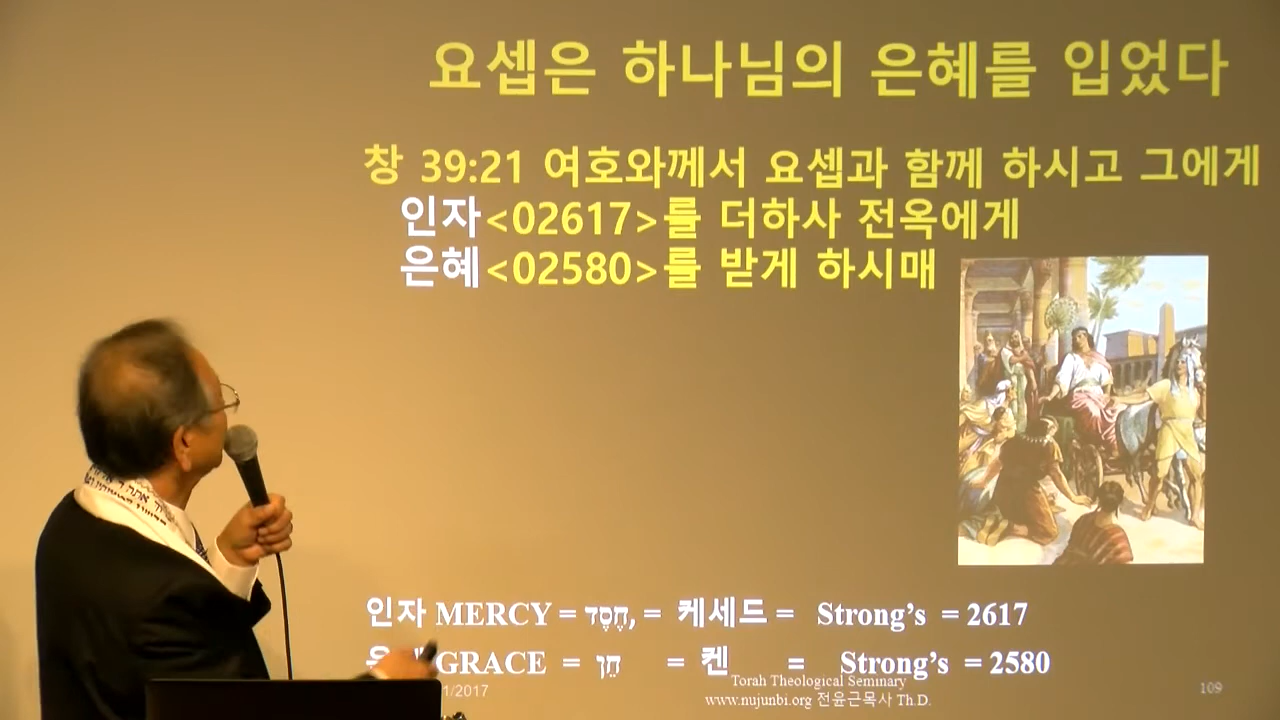 요셉은 하나님의 은혜를 입었다
창 39:21 여호와께서 요셉과 함께 하시고 그에게
인자<02617>를 더하사 전옥에게
은혜<02580>를 받게 하시매
인자 MERCY = חֶסֶד, = 케세드 = Strong's = 2617
GRACE = חֵן = 켄 = Strong's = 2580
1/2017
Torah Theological Seminary
www.nujunbi.org 전윤근목사 Th.D.
109